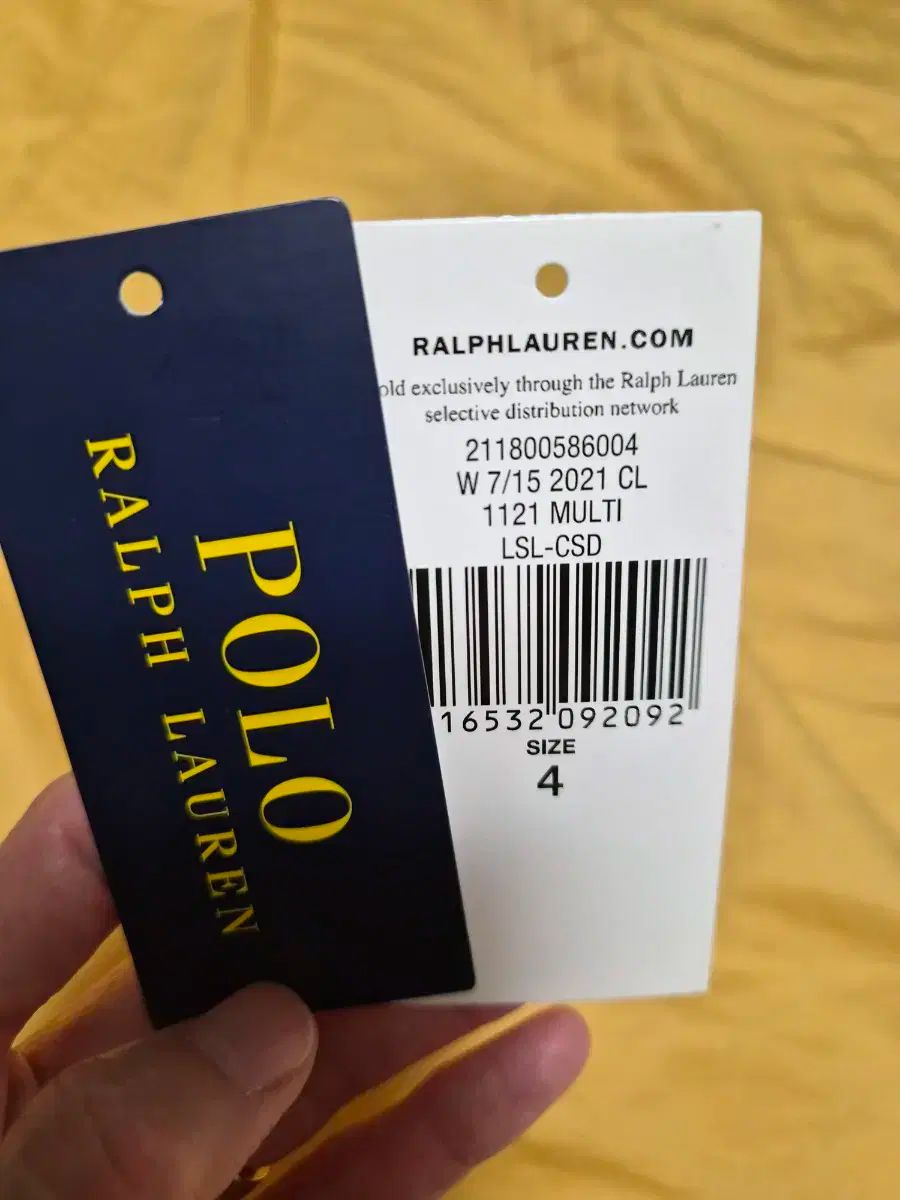 POLO
RALPH LAUREN
RALPHLAUREN.COM
exclusively through the Ralph Lauren
selective distribution network
211800586004
W 7/15 2021 CL
1121 MULTI
LSL-CSD
16532 092092
SIZE
4